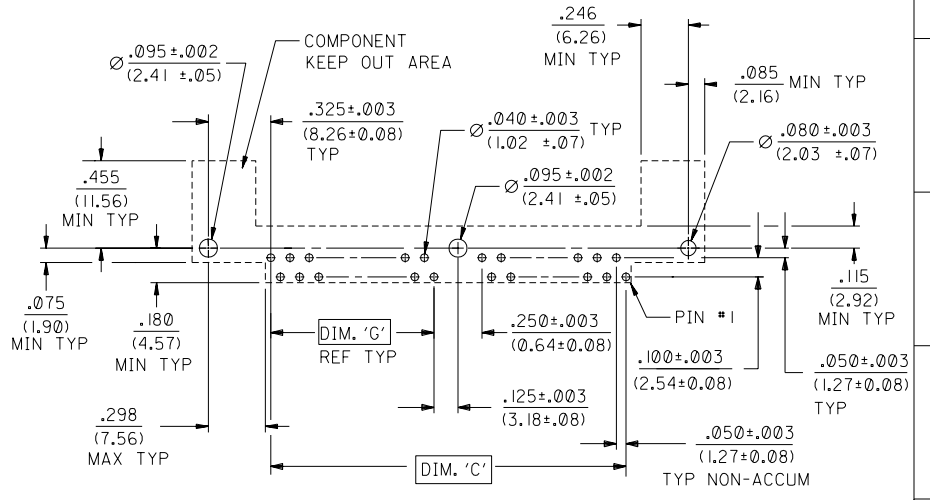 .246
(6.26)
MIN TYP
COMPONENT
KEEP OUT AREA
Ø .095±.002
(2.41 ±.05)
.085 MIN TYP
(2.16)
.325±.003
(8.26±0.08)
TYP
Ø .040±.003 TYP
(1.02 ±.07)
Ø .080±.003
(2.03 ±.07)
.455
(11.56)
MIN TYP
Ø .095±.002
(2.41 ±.05)
.075
(1.90)
MIN TYP
.180
(4.57)
MIN TYP
DIM. 'G'
REF TYP
.250±.003
(0.64±0.08)
PIN #1
.115
(2.92)
MIN TYP
.100±.003
(2.54±0.08)
.050±.003
(1.27±0.08)
TYP
.298
(7.56)
MAX TYP
.125±.003
(3.18±.08)
.050±.003
(1.27±0.08)
TYP NON-ACCUM
DIM. 'C'